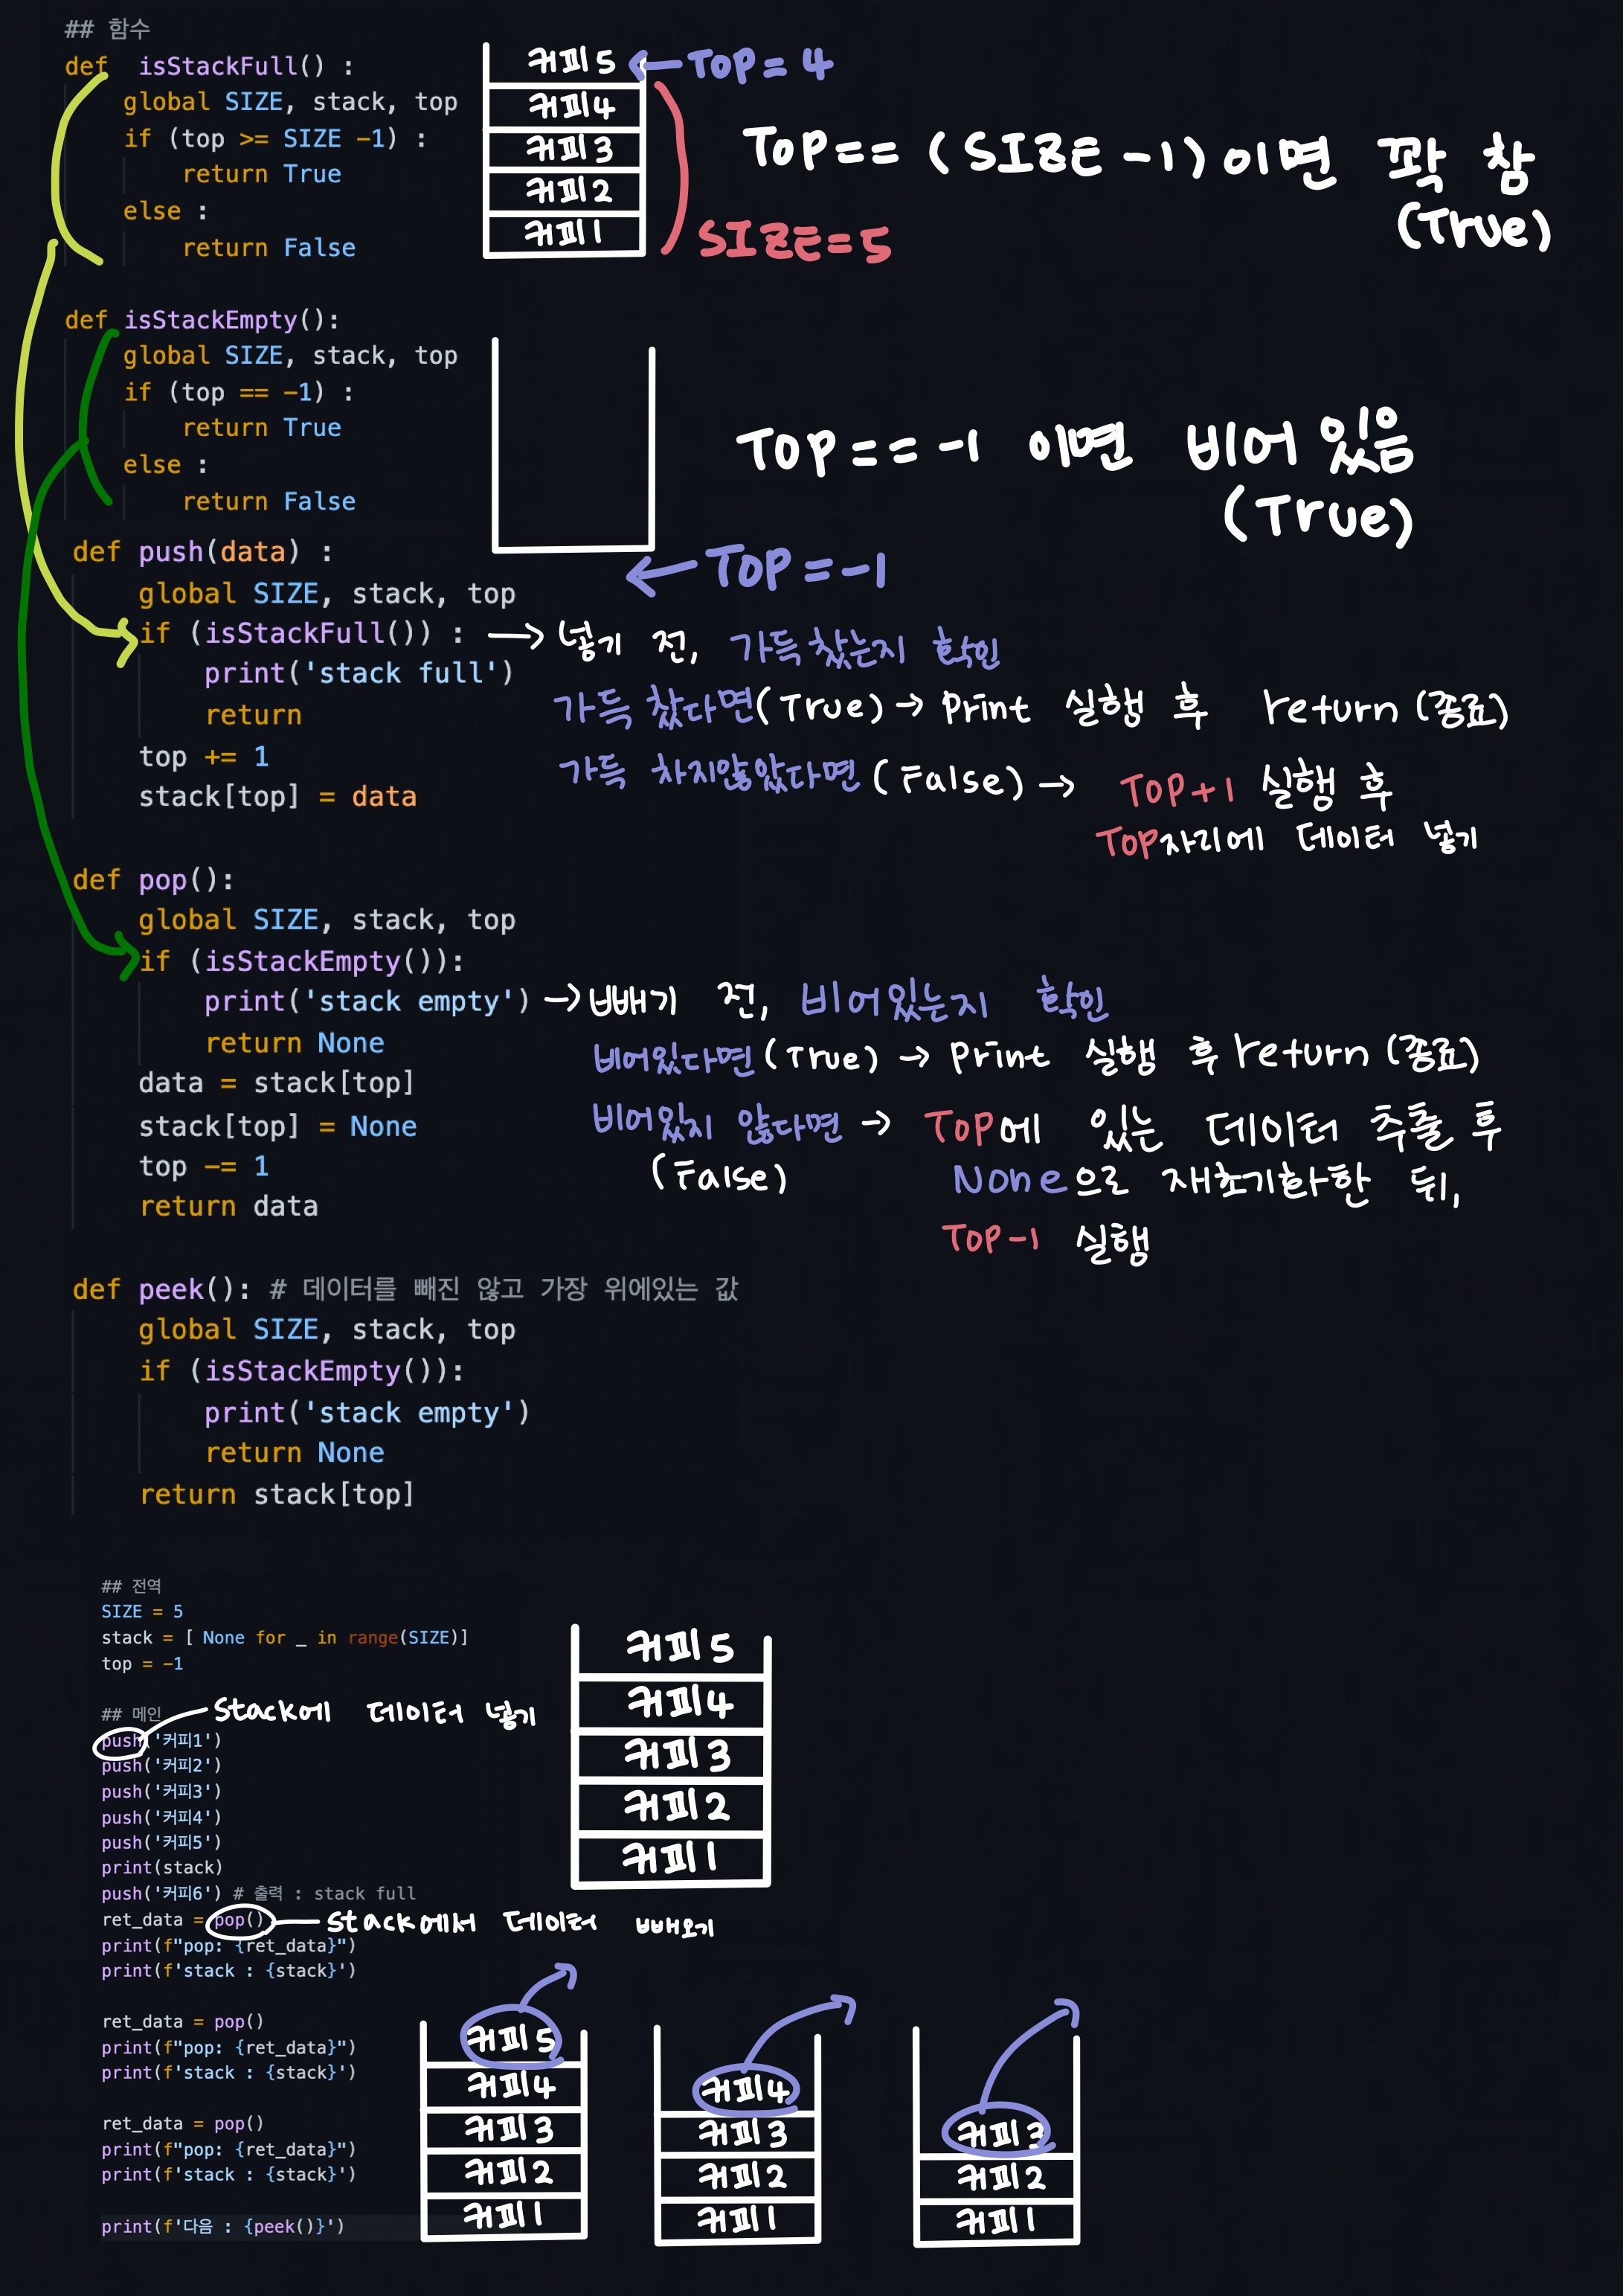 ## 함수
def isStackFull() :
global SIZE, stack, top
if (top >= SIZE -1) :
return True
else :
return False
커피5
커피4
커피3
커피2
커피1
← TOP = 4
SIZE=5
TOP== (SIZE-1)이면 꽉 참
(True)
def isStackEmpty():
global SIZE, stack, top
if (top == -1) :
return True
else :
return False
TOP==-1 이면 비어 있음
(True)
← TOP=-1
def push(data) :
global SIZE, stack, top
if (isStackFull()) : → 넣기 전, 가득찼는지 확인
print('stack full')
return
top += 1
stack[top] = data
가득 찼다면(True) → Print 실행 후 return (종료)
가득 차지않았다면 (False) → TOP+1 실행 후
TOP자리에 데이터 넣기
def pop():
global SIZE, stack, top
if (isStackEmpty()):
print('stack empty') → 빼기 전, 비어있는지 확인
return None
data = stack[top]
stack[top] = None
top -= 1
return data
비어있다면(True) → Print 실행 후 return (종료)
비어있지 않다면 → TOP에 있는 데이터 추출 후
(False) None으로 재초기화한 뒤,
TOP-1 실행
def peek(): # 데이터를 빼진 않고 가장 위에있는 값
global SIZE, stack, top
if (isStackEmpty()):
print('stack empty')
return None
return stack[top]
## 전역
SIZE = 5
stack = [ None for _ in range(SIZE)]
top = -1
## 메인
Stack에 데이터 넣기
push('커피1')
push('커피2')
push('커피3')
push('커피4')
push('커피5')
print(stack)
push('커피6') # 출력 : stack full
커피5
커피4
커피3
커피2
커피1
ret_data = pop() Stack에서 데이터 빼오기
print(f"pop: {ret_data}")
print(f'stack : {stack}')
ret_data = pop()
print(f"pop: {ret_data}")
print(f'stack : {stack}')
ret_data = pop()
print(f"pop: {ret_data}")
print(f'stack : {stack}')
print(f'다음 : {peek()}')
커피5
커피4
커피3
커피2
커피1
커피4
커피3
커피2
커피1
커피3
커피2
커피1